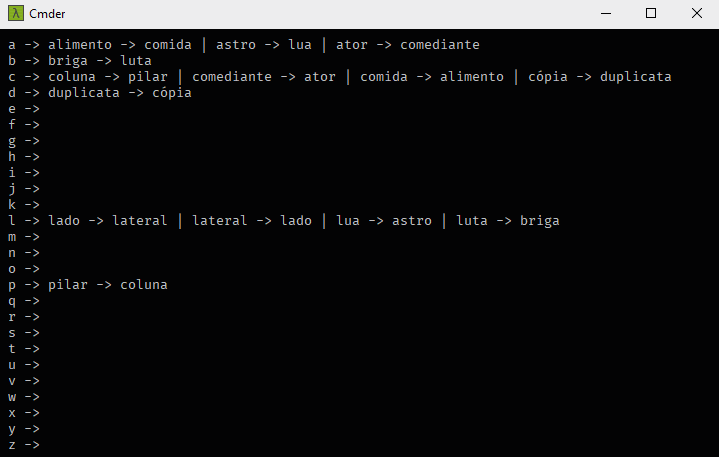 λ Cmder
a -> alimento -> comida | astro -> lua | ator -> comediante
b -> briga -> luta
c -> coluna -> pilar | comediante -> ator | comida -> alimento | cópia -> duplicata
d -> duplicata -> cópia
e ->
f ->
g ->
h ->
i ->
j ->
k ->
l -> lado -> lateral | lateral -> lado | lua -> astro | luta -> briga
m ->
n ->
o ->
p -> pilar -> coluna
q ->
r ->
s ->
t ->
u ->
v ->
w ->
x ->
y ->
z ->